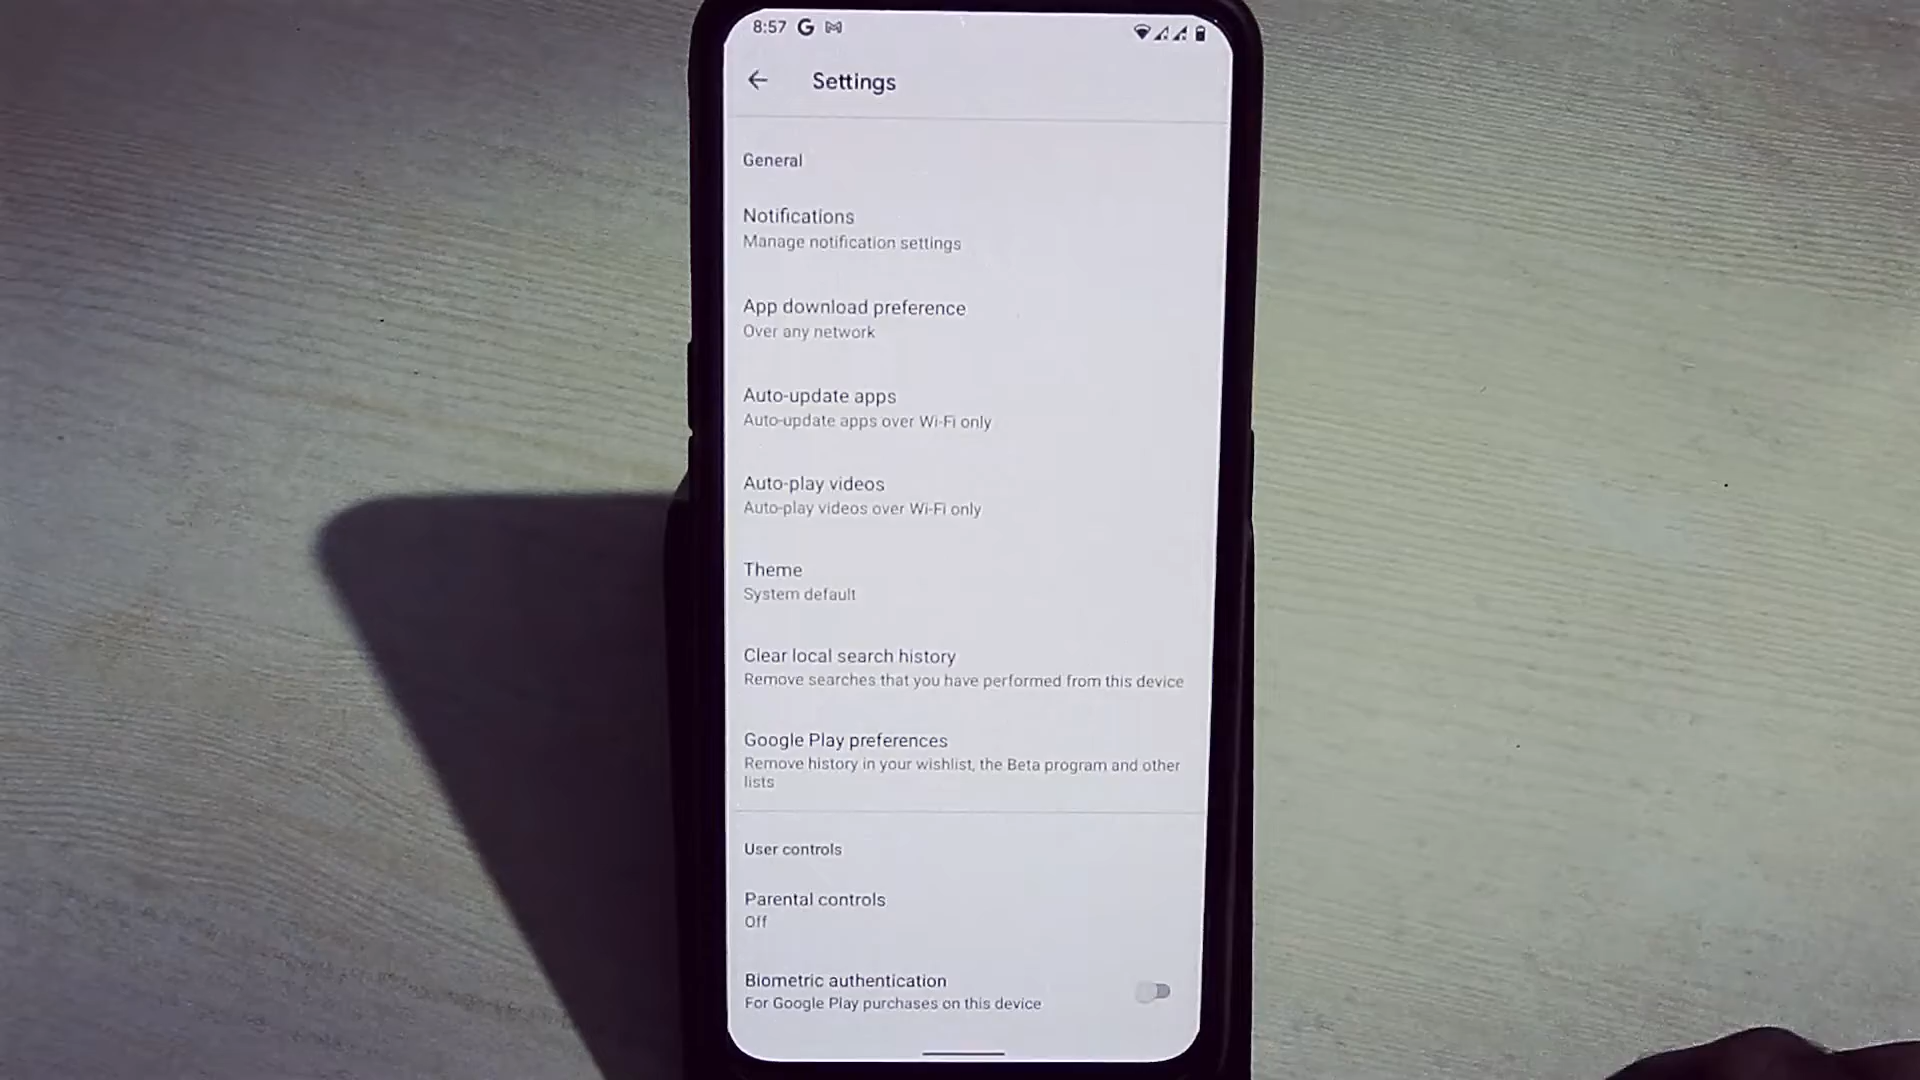 8:57 G M
Settings
General
Notifications
Manage notification settings
App download preference
Over any network
Auto-update apps
Auto-update apps over Wi-Fi only
Auto-play videos
Auto-play videos over Wi-Fi only
Theme
System default
Clear local search history
Remove searches that you have performed from this device
Google Play preferences
Remove history in your wishlist, the Beta program and other
lists
User controls
Parental controls
Off
Biometric authentication
For Google Play purchases on this device